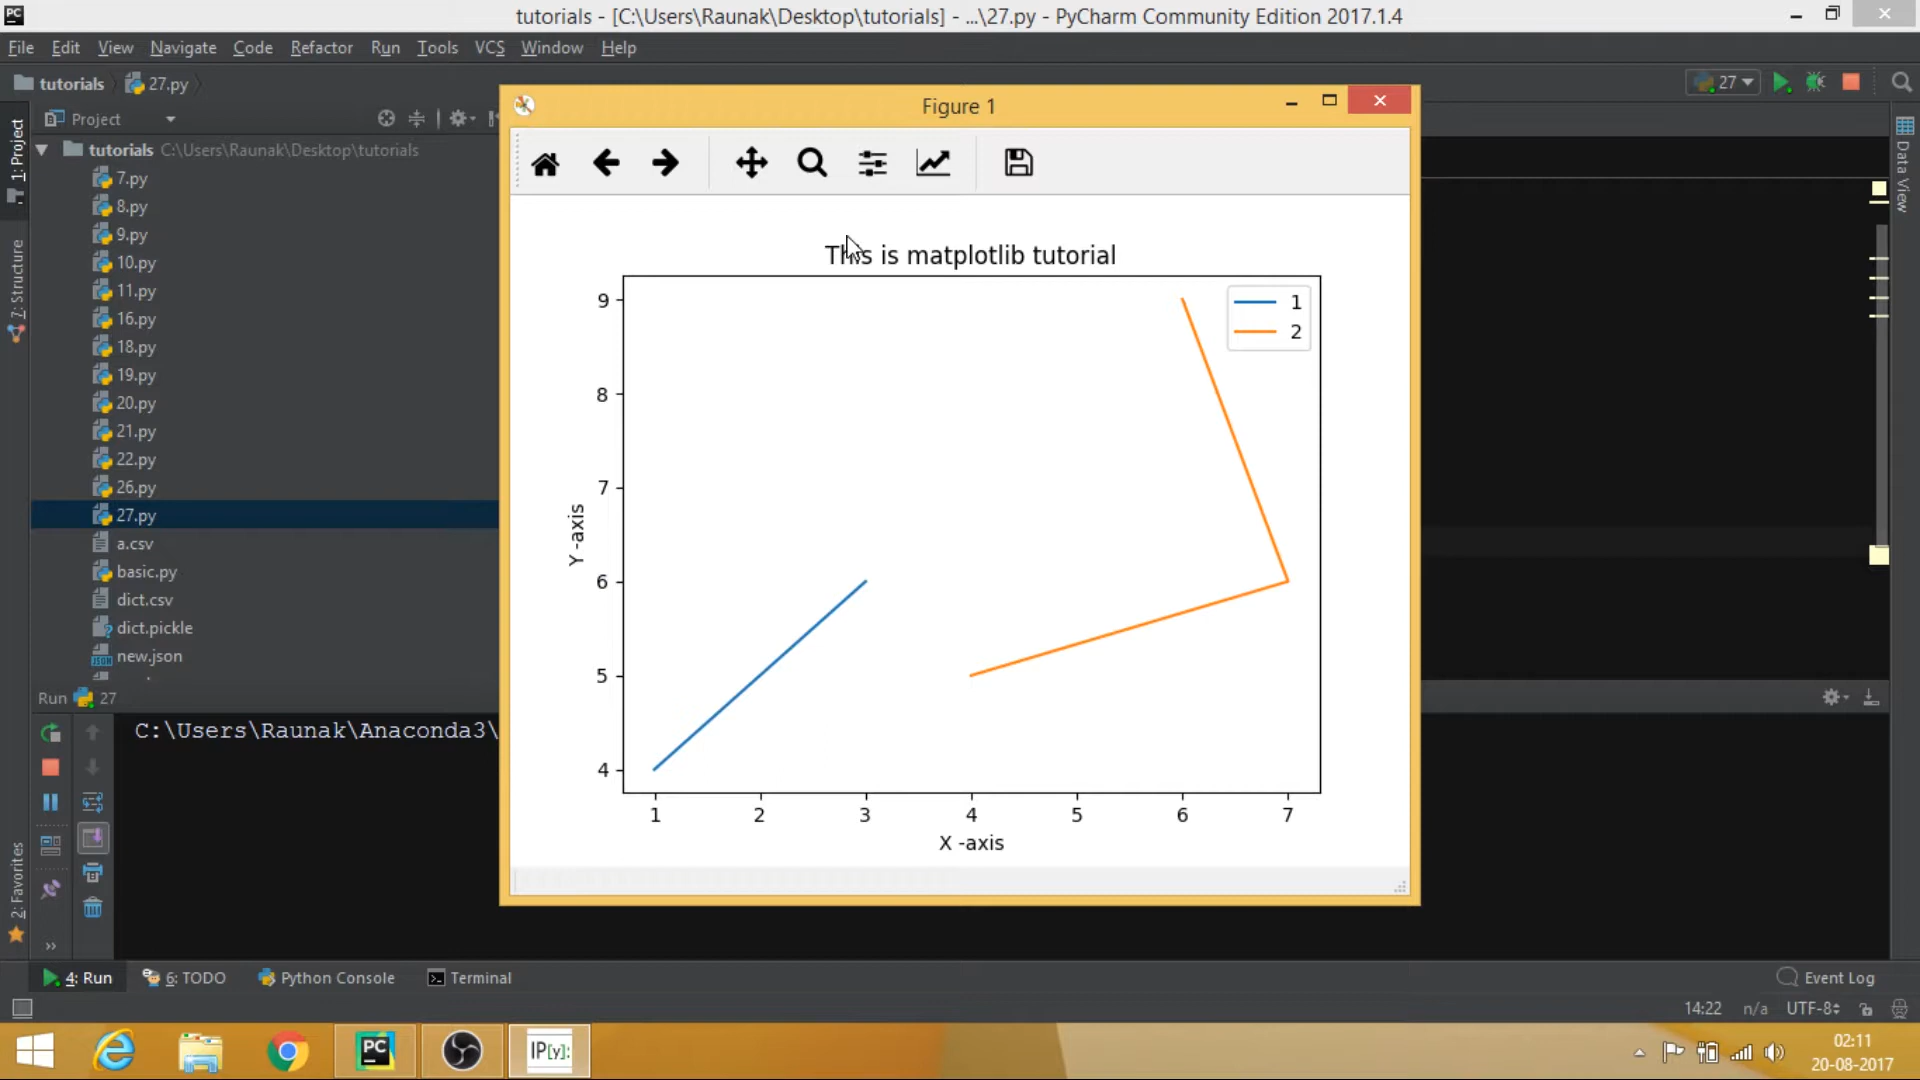 PC
tutorials - [C:\Users\Raunak\Desktop\tutorials] - ...\27.py - PyCharm Community Edition 2017.1.4
File Edit View Navigate Code Refactor Run Tools VCS Window Help
tutorials 27.py
27
Project
Figure 1
1: Project
7: Structure
2: Favorites
Data View
tutorials C:\Users\Raunak\Desktop\tutorials
7.py
8.py
9.py
10.py
11.py
16.py
18.py
19.py
20.py
21.py
22.py
26.py
27.py
a.csv
basic.py
dict.csv
dict.pickle
new.json
This is matplotlib tutorial
1
2
9
8
7
6
5
4
Y -axis
1 2 3 4 5 6 7
X -axis
Run 27
C:\Users\Raunak\Anaconda3\
4: Run 6: TODO Python Console Terminal
Event Log
14:22 n/a UTF-8
PC
IP[y]:
02:11
20-08-2017